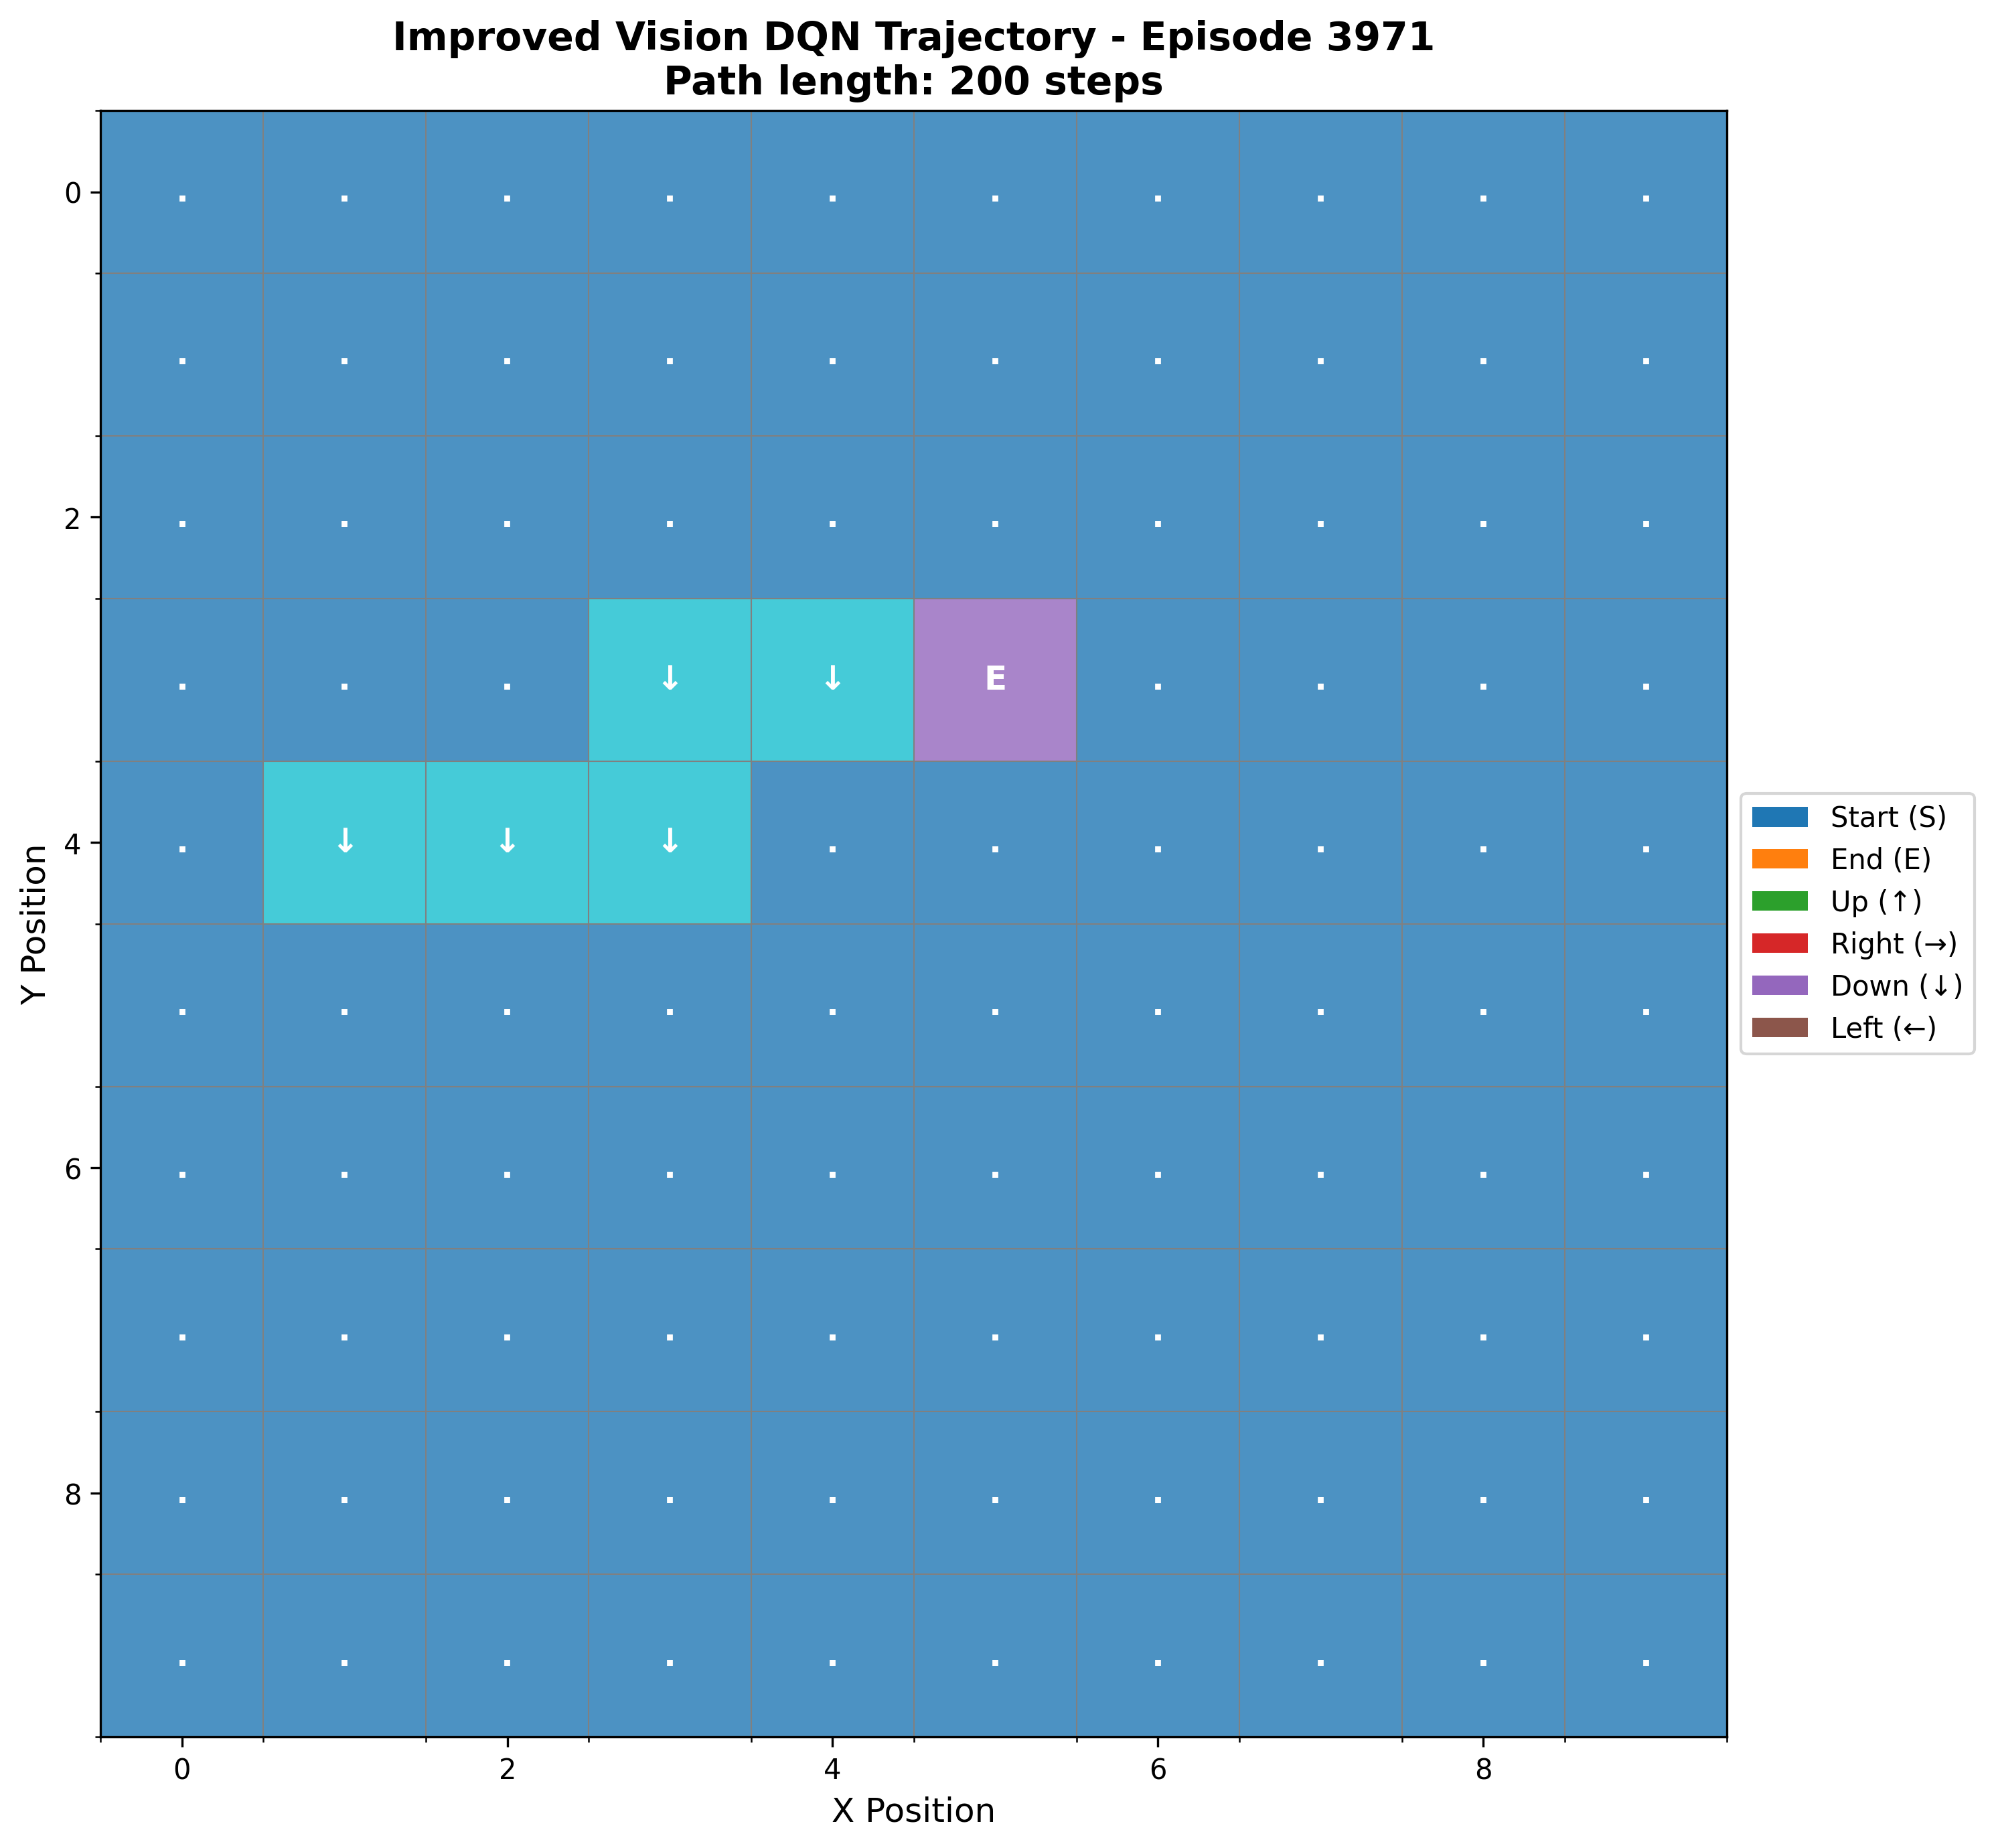 Improved Vision DQN Trajectory - Episode 3971
Path length: 200 steps
0
2
↓ ↓ E
4
↓ ↓ ↓
6
8
Y Position
0 2 4 6 8
X Position
Start (S)
End (E)
Up (↑)
Right (→)
Down (↓)
Left (←)